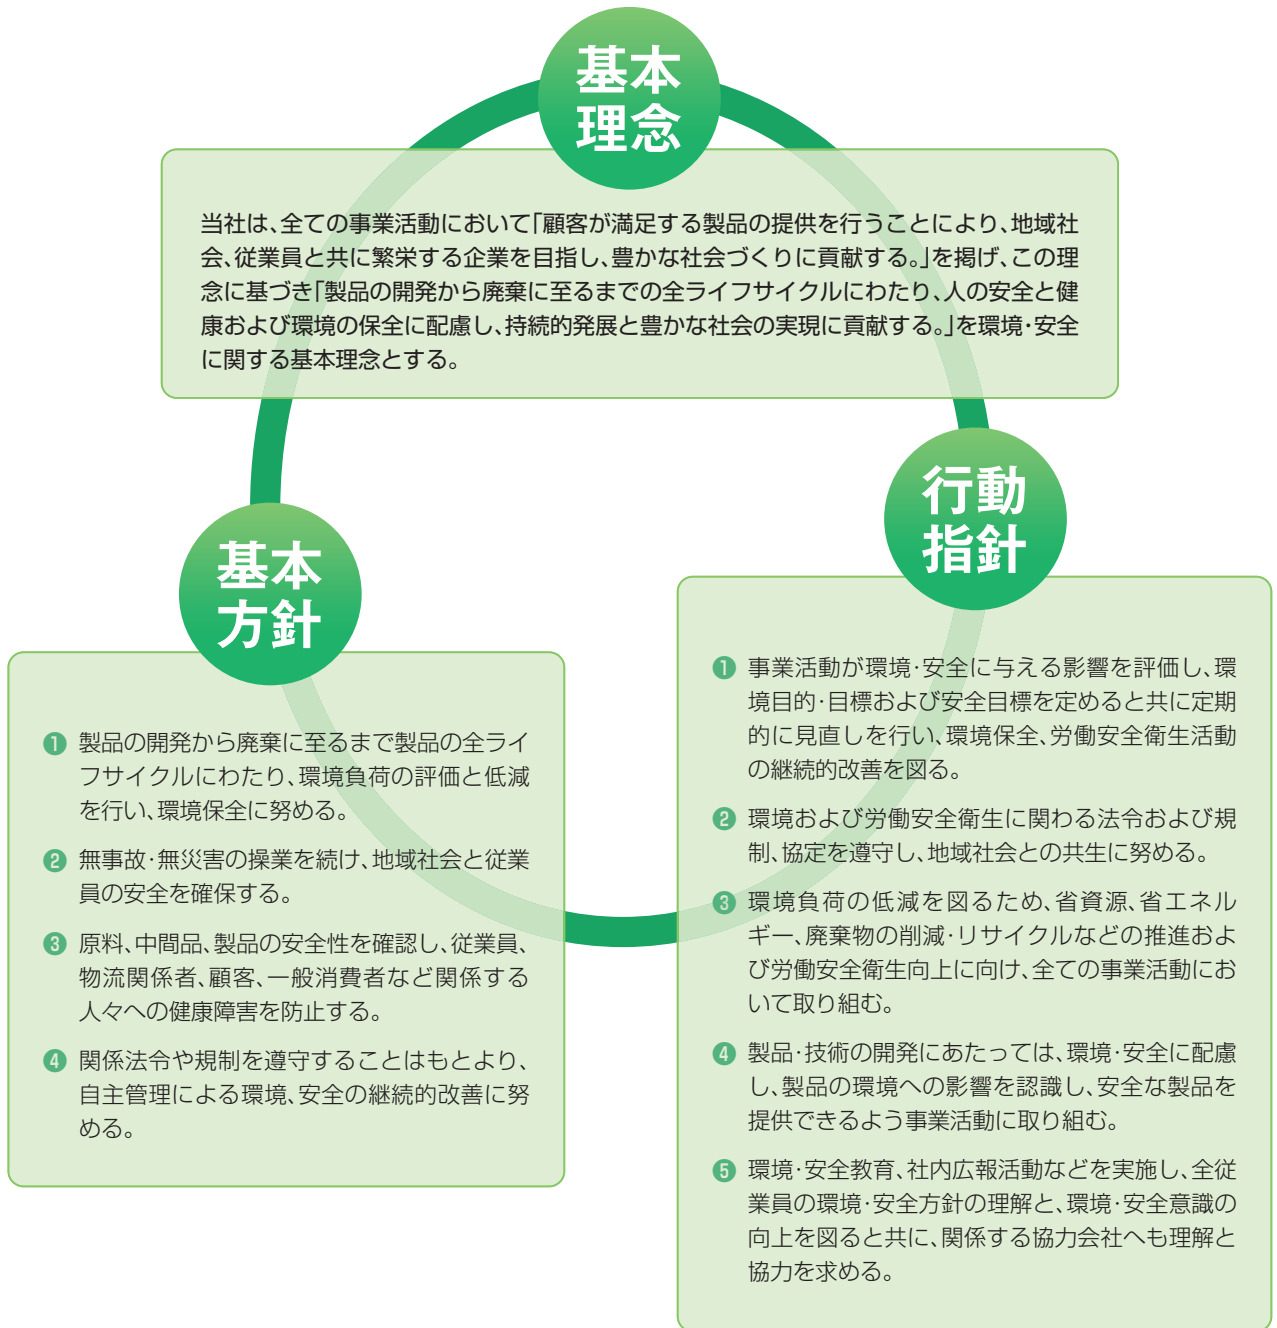 基本
理念
当社は、全ての事業活動において「顧客が満足する製品の提供を行うことにより、地域社
会、従業員と共に繁栄する企業を目指し、豊かな社会づくりに貢献する。」を掲げ、この理
念に基づき「製品の開発から廃棄に至るまでの全ライフサイクルにわたり、人の安全と健
康および環境の保全に配慮し、持続的発展と豊かな社会の実現に貢献する。」を環境・安全
に関する基本理念とする。
基本
方針
❶ 製品の開発から廃棄に至るまで製品の全ライ
フサイクルにわたり、環境負荷の評価と低減
を行い、環境保全に努める。
❷ 無事故・無災害の操業を続け、地域社会と従業
員の安全を確保する。
❸ 原料、中間品、製品の安全性を確認し、従業員、
物流関係者、顧客、一般消費者など関係する
人々への健康障害を防止する。
❹ 関係法令や規制を遵守することはもとより、
自主管理による環境、安全の継続的改善に努
める。
行動
指針
❶ 事業活動が環境・安全に与える影響を評価し、環
境目的・目標および安全目標を定めると共に定期
的に見直しを行い、環境保全、労働安全衛生活動
の継続的改善を図る。
❷ 環境および労働安全衛生に関わる法令および規
制、協定を遵守し、地域社会との共生に努める。
❸ 環境負荷の低減を図るため、省資源、省エネル
ギー、廃棄物の削減・リサイクルなどの推進およ
び労働安全衛生向上に向け、全ての事業活動にお
いて取り組む。
❹ 製品・技術の開発にあたっては、環境・安全に配慮
し、製品の環境への影響を認識し、安全な製品を
提供できるよう事業活動に取り組む。
❺ 環境・安全教育、社内広報活動などを実施し、全従
業員の環境・安全方針の理解と、環境・安全意識の
向上を図ると共に、関係する協力会社へも理解と
協力を求める。